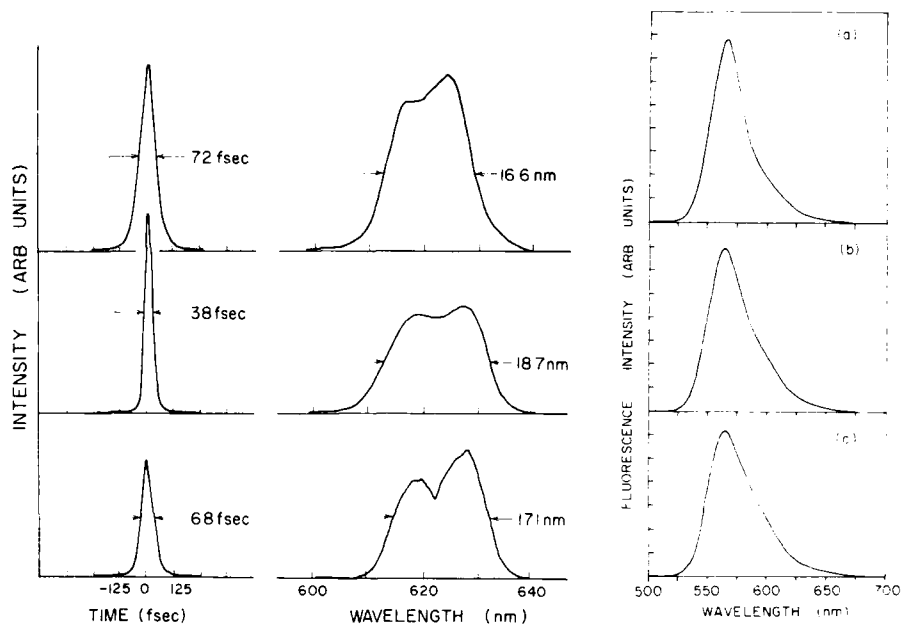 INTENSITY (ARB UNITS)
72 fsec
38 fsec
68 fsec
-125 0 125
TIME (fsec)
16.6 nm
18.7 nm
17.1 nm
600 620 640
WAVELENGTH (nm)
FLUORESCENCE INTENSITY (ARB UNITS)
(a)
(b)
(c)
500 550 600 650 700
WAVELENGTH (nm)